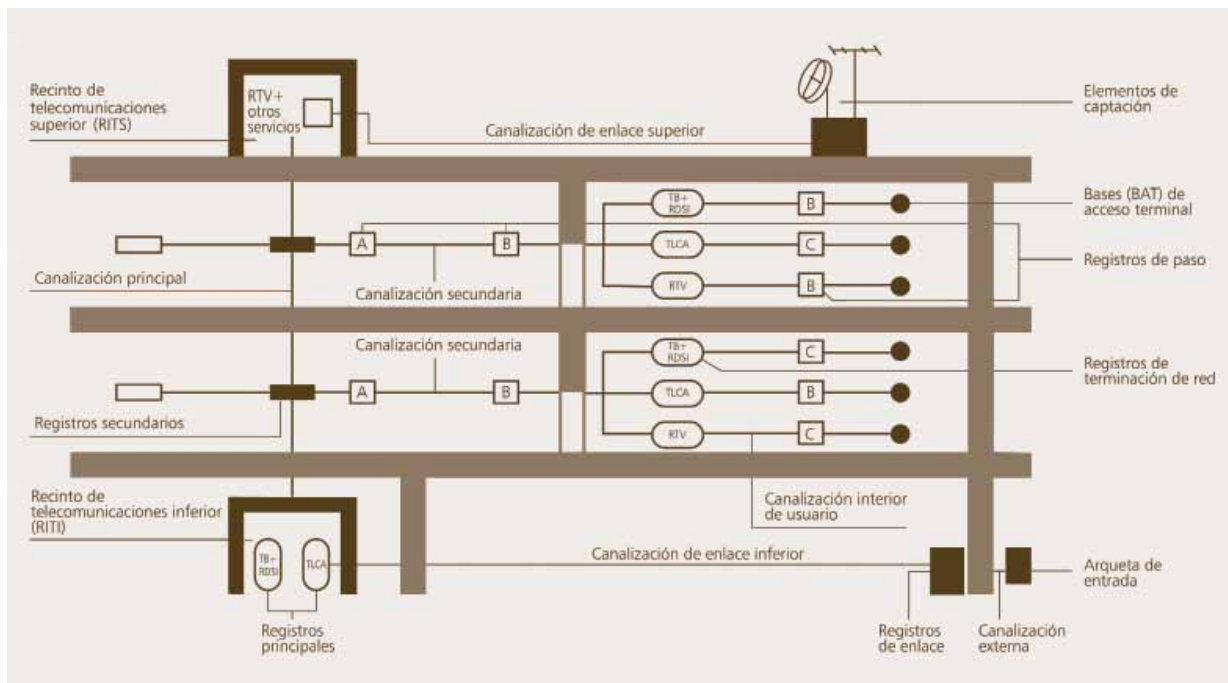 Recinto de
telecomunicaciones
superior (RITS)
RTV+
otros
servicios
Canalización de enlace superior
Elementos de
captación
TB+
RDSI
B
Bases (BAT) de
acceso terminal
A
B
TLCA
C
Registros de paso
Canalización principal
Canalización secundaria
RTV
B
Canalización secundaria
TB+
RDSI
C
Registros de
terminación de red
A
B
TLCA
B
Registros secundarios
RTV
C
Recinto de
telecomunicaciones inferior
(RITI)
Canalización interior
de usuario
TB+
RDSI
TLCA
Canalización de enlace inferior
Arqueta de
entrada
Registros
principales
Registros
de enlace
Canalización
externa